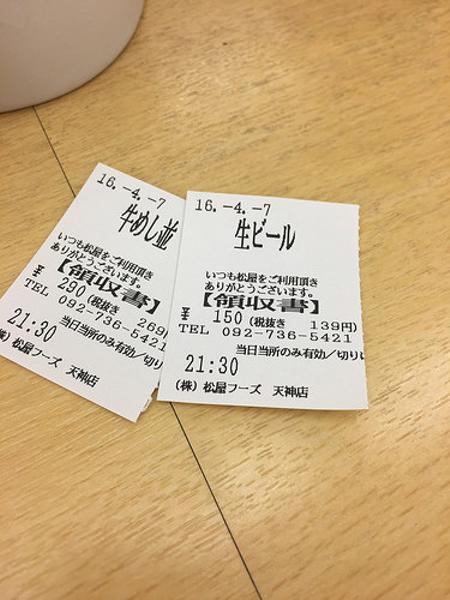 16.-4.-7
牛めし並
いつも松屋をご利用頂き
ありがとうございます。
【領収書】
¥ 290(税抜き 269
TEL 092-736-5421
21:30 当日当所のみ有効/切り
(株)松屋フーズ 天神店
16.-4.-7
生ビール
いつも松屋をご利用頂き
ありがとうございます。
【領収書】
¥ 150(税抜き 139円)
TEL 092-736-5421
当日当所のみ有効/切り
21:30
(株)松屋フーズ 天神店